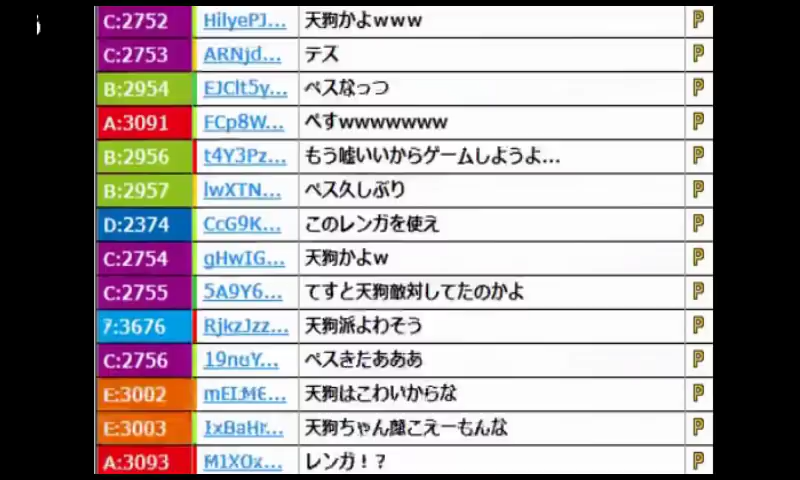 C:2752 HilyePJ... 天狗かよwww P
C:2753 ARNjd... テス P
B:2954 EJClt5y... ペスなっつ P
A:3091 FCp8W... ぺすwwwwwww P
B:2956 t4Y3Pz... もう嘘いいからゲームしようよ... P
B:2957 lwXTN... ペス久しぶり P
D:2374 CcG9K... このレンガを使え P
C:2754 gHwIG... 天狗かよw P
C:2755 5A9Y6... てすと天狗敵対してたのかよ P
7:3676 RjkzJzz... 天狗派よわそう P
C:2756 19nuY... ペスきたあああ P
E:3002 天狗はこわいからな P
E:3003 IxBaHr... 天狗ちゃん顔こえーもんな P
A:3093 M1XOx... レンガ！？ P